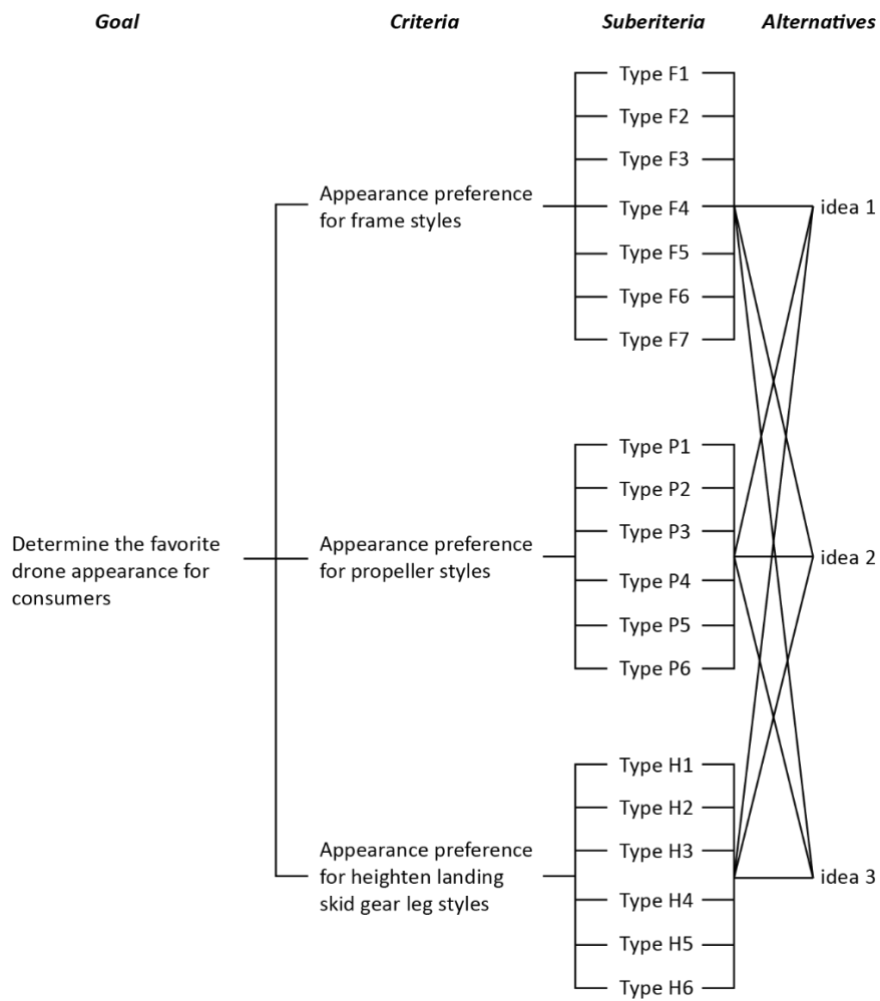 Goal
Criteria
Suberiteria
Alternatives
Type F1
Type F2
Type F3
Appearance preference
for frame styles
Type F4
idea 1
Type F5
Type F6
Type F7
Type P1
Type P2
Type P3
Determine the favorite
drone appearance for
consumers
Appearance preference
for propeller styles
idea 2
Type P4
Type P5
Type P6
Type H1
Type H2
Type H3
Appearance preference
for heighten landing
skid gear leg styles
idea 3
Type H4
Type H5
Type H6